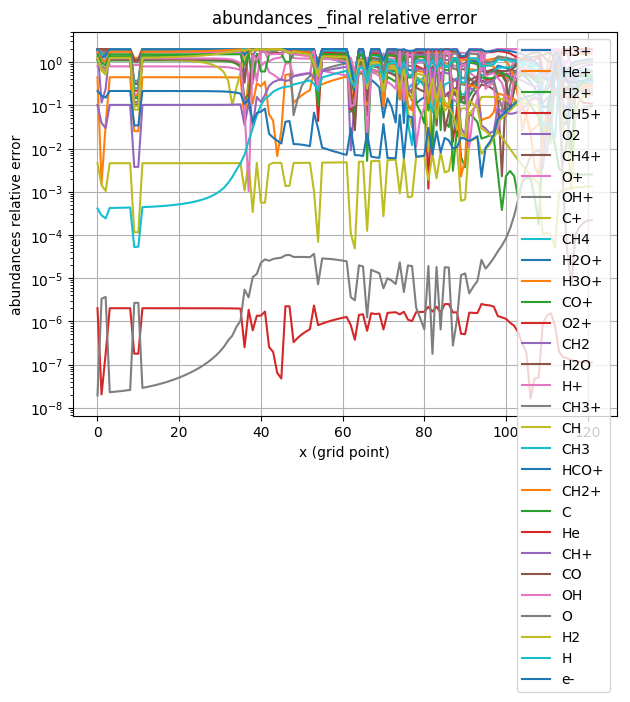 abundances _final relative error
abundances relative error
10⁰
10⁻¹
10⁻²
10⁻³
10⁻⁴
10⁻⁵
10⁻⁶
10⁻⁷
10⁻⁸
0 20 40 60 80 100 120
x (grid point)
H3+
He+
H2+
CH5+
O2
CH4+
O+
OH+
C+
CH4
H2O+
H3O+
CO+
O2+
CH2
H2O
H+
CH3+
CH
CH3
HCO+
CH2+
C
He
CH+
CO
OH
O
H2
H
e-